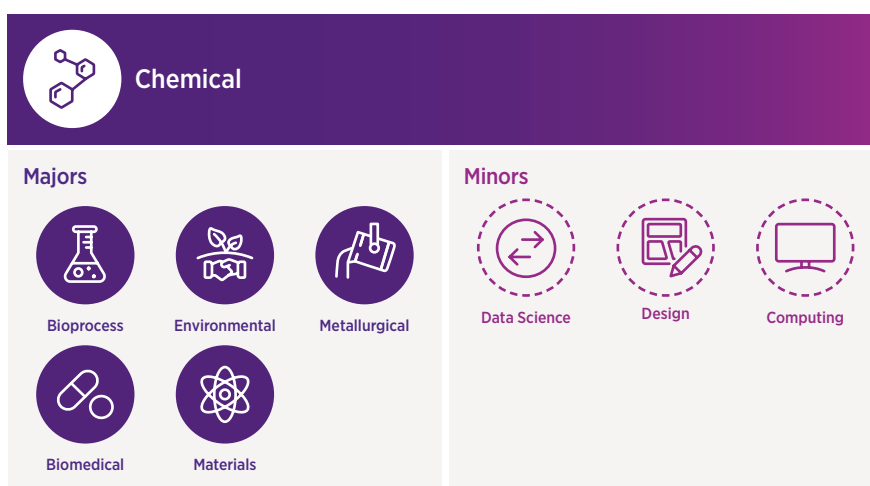 Chemical
Majors
Bioprocess
Environmental
Metallurgical
Biomedical
Materials
Minors
Data Science
Design
Computing